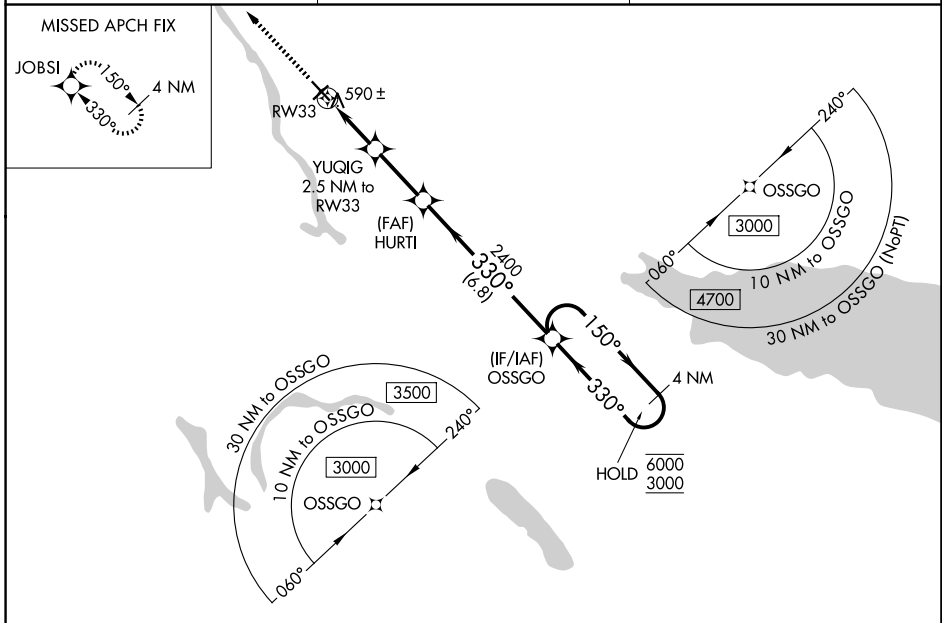 MISSED APCH FIX
JOBSI
150°
330°
4 NM
RW33
590 ±
YUQIG
2.5 NM to
RW33
(FAF)
HURTI
2400
330°
(6.8)
(IF/IAF)
OSSGO
150°
330°
4 NM
HOLD
6000
3000
240°
OSSGO
3000
060°
10 NM to OSSGO
4700
30 NM to OSSGO (NoPT)
30 NM to OSSGO
3500
10 NM to OSSGO
240°
3000
OSSGO
060°